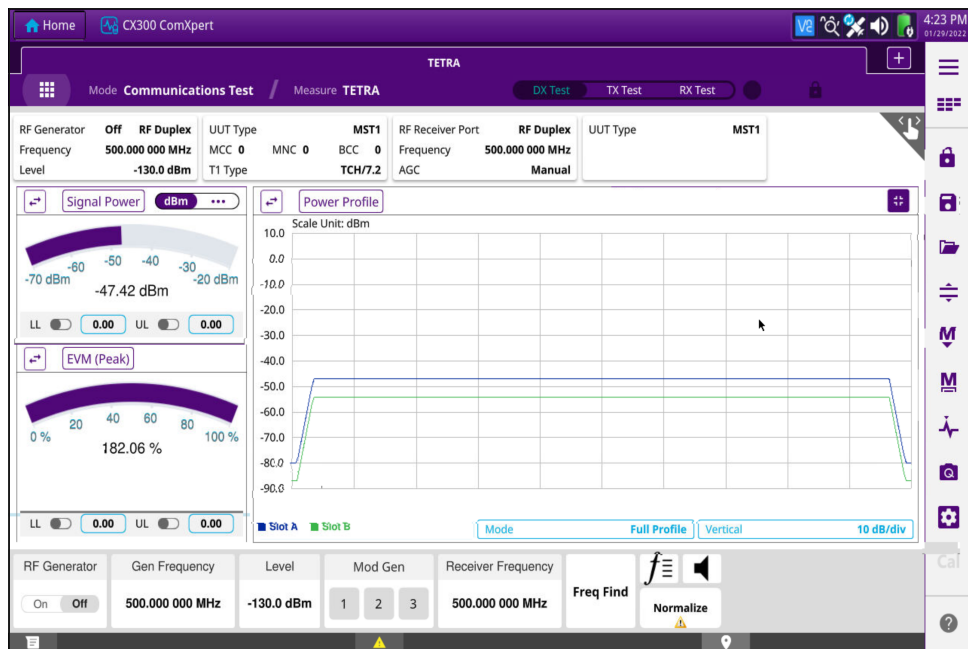 Home
CX300 ComXpert
4:23 PM
01/29/2022
TETRA
+
Mode Communications Test / Measure TETRA
DX Test TX Test RX Test
RF Generator Off RF Duplex
Frequency 500.000 000 MHz
Level -130.0 dBm
UUT Type MST1
MCC 0 MNC 0 BCC 0
T1 Type TCH/7.2
RF Receiver Port RF Duplex
Frequency 500.000 000 MHz
AGC Manual
UUT Type MST1
Signal Power dBm •••
-70 dBm -60 -50 -40 -30 -20 dBm
-47.42 dBm
LL 0.00 UL 0.00
EVM (Peak)
0 % 20 40 60 80 100 %
182.06 %
LL 0.00 UL 0.00
Power Profile
Scale Unit: dBm
10.0
0.0
-10.0
-20.0
-30.0
-40.0
-50.0
-60.0
-70.0
-80.0
-90.0
Slot A Slot B
Mode Full Profile
Vertical 10 dB/div
RF Generator
On Off
Gen Frequency
500.000 000 MHz
Level
-130.0 dBm
Mod Gen
1 2 3
Receiver Frequency
500.000 000 MHz
Freq Find
Normalize
M
M
Cal
?